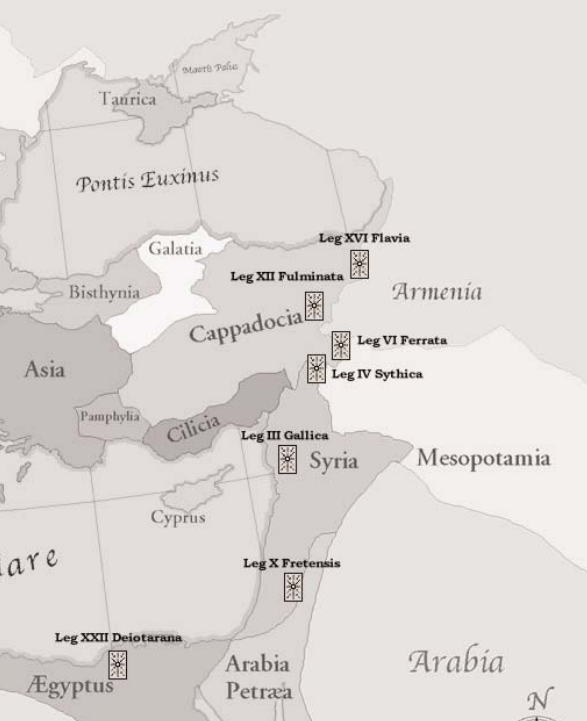 Maeotis Palus
Taurica
Pontis Euxinus
Leg XVI Flavia
Galatia
Leg XII Fulminata
Bisthynia
Armenia
Cappadocia
Leg VI Ferrata
Asia
Leg IV Sythica
Pamphylia
Cilicia
Leg III Gallica
Syria
Mesopotamia
Cyprus
are
Leg X Fretensis
Leg XXII Deiotarana
Arabia
Petræa
Arabia
Ægyptus
N